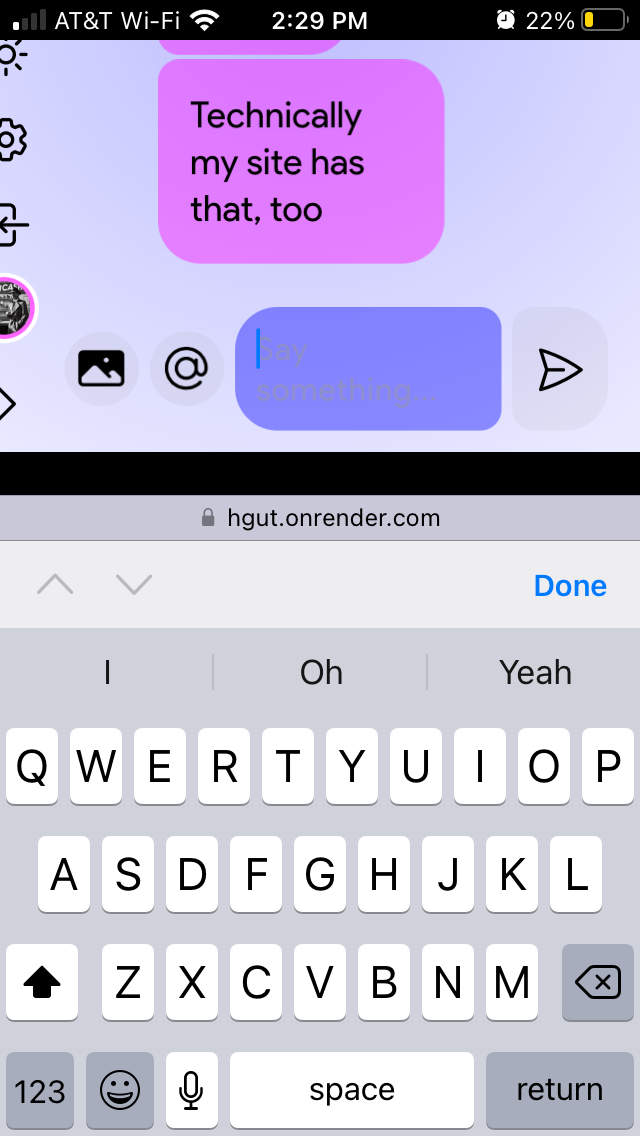 AT&T Wi-Fi 2:29 PM 22%
Technically
my site has
that, too
Say
something...
hgut.onrender.com
Done
I Oh Yeah
Q W E R T Y U I O P
A S D F G H J K L
Z X C V B N M
123 space return